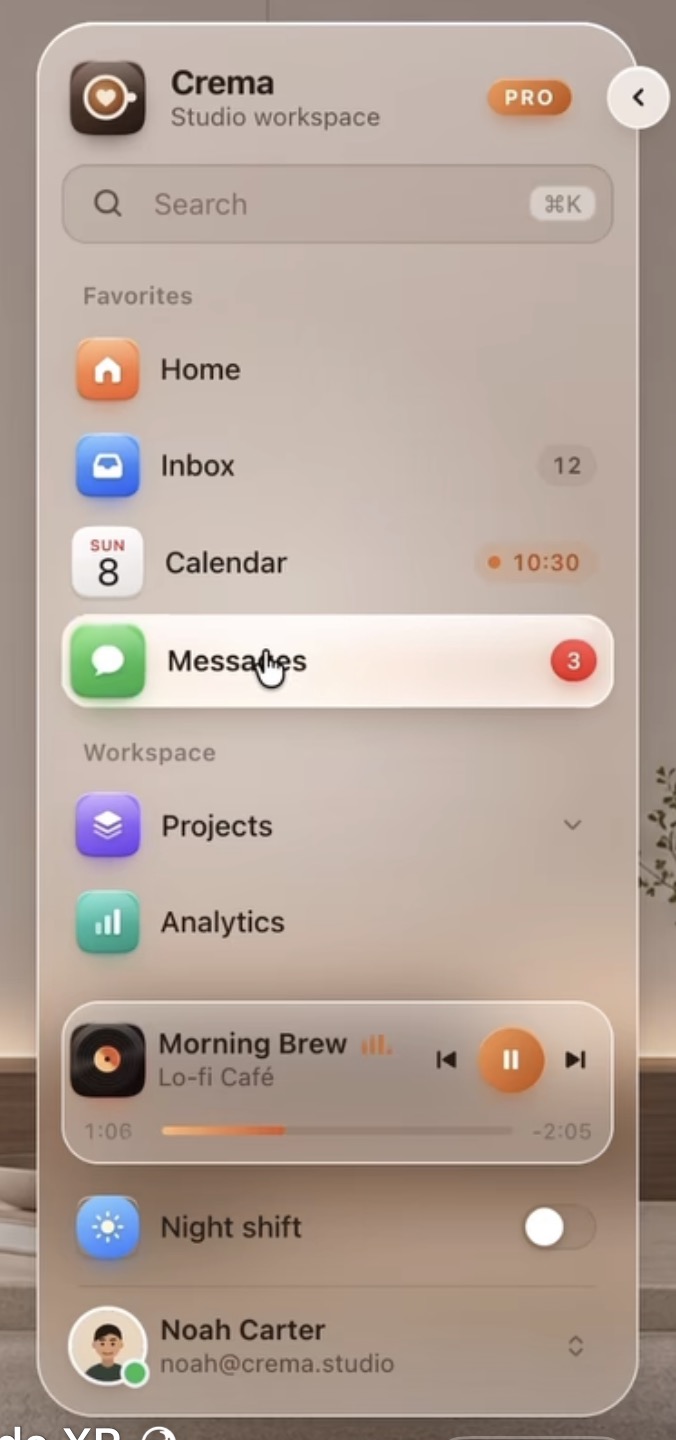 Crema
Studio workspace
PRO
Search
⌘K
Favorites
Home
Inbox
12
SUN
8
Calendar
10:30
Messages
3
Workspace
Projects
Analytics
Morning Brew
Lo-fi Café
1:06
-2:05
Night shift
Noah Carter
noah@crema.studio